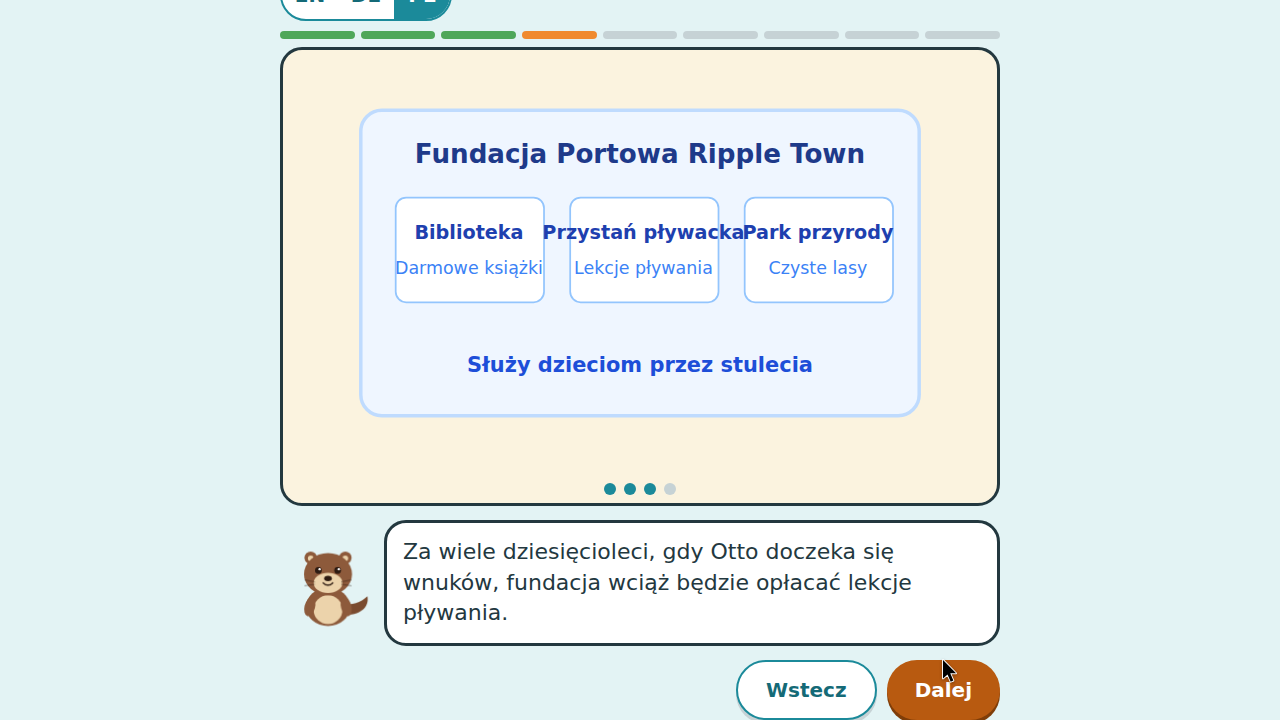 Fundacja Portowa Ripple Town
Biblioteka
Darmowe książki
Przystań pływacka
Lekcje pływania
Park przyrody
Czyste lasy
Służy dzieciom przez stulecia
Za wiele dziesięcioleci, gdy Otto doczeka się
wnuków, fundacja wciąż będzie opłacać lekcje
pływania.
Wstecz
Dalej